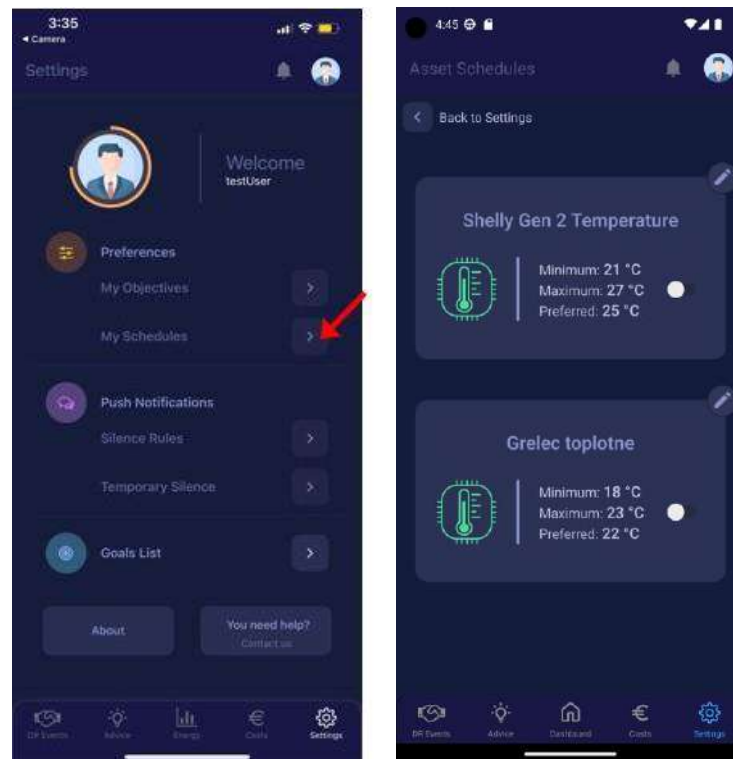 3:35
Camera
Settings
Welcome
testUser
Preferences
My Objectives
My Schedules
Push Notifications
Silence Rules
Temporary Silence
Goals List
About
You need help?
Contact us
DR Events
Advice
Energy
Costs
Settings
4:45
Asset Schedules
Back to Settings
Shelly Gen 2 Temperature
Minimum: 21 °C
Maximum: 27 °C
Preferred: 25 °C
Grelec toplotne
Minimum: 18 °C
Maximum: 23 °C
Preferred: 22 °C
DR Events
Advice
Dashboard
Costs
Settings